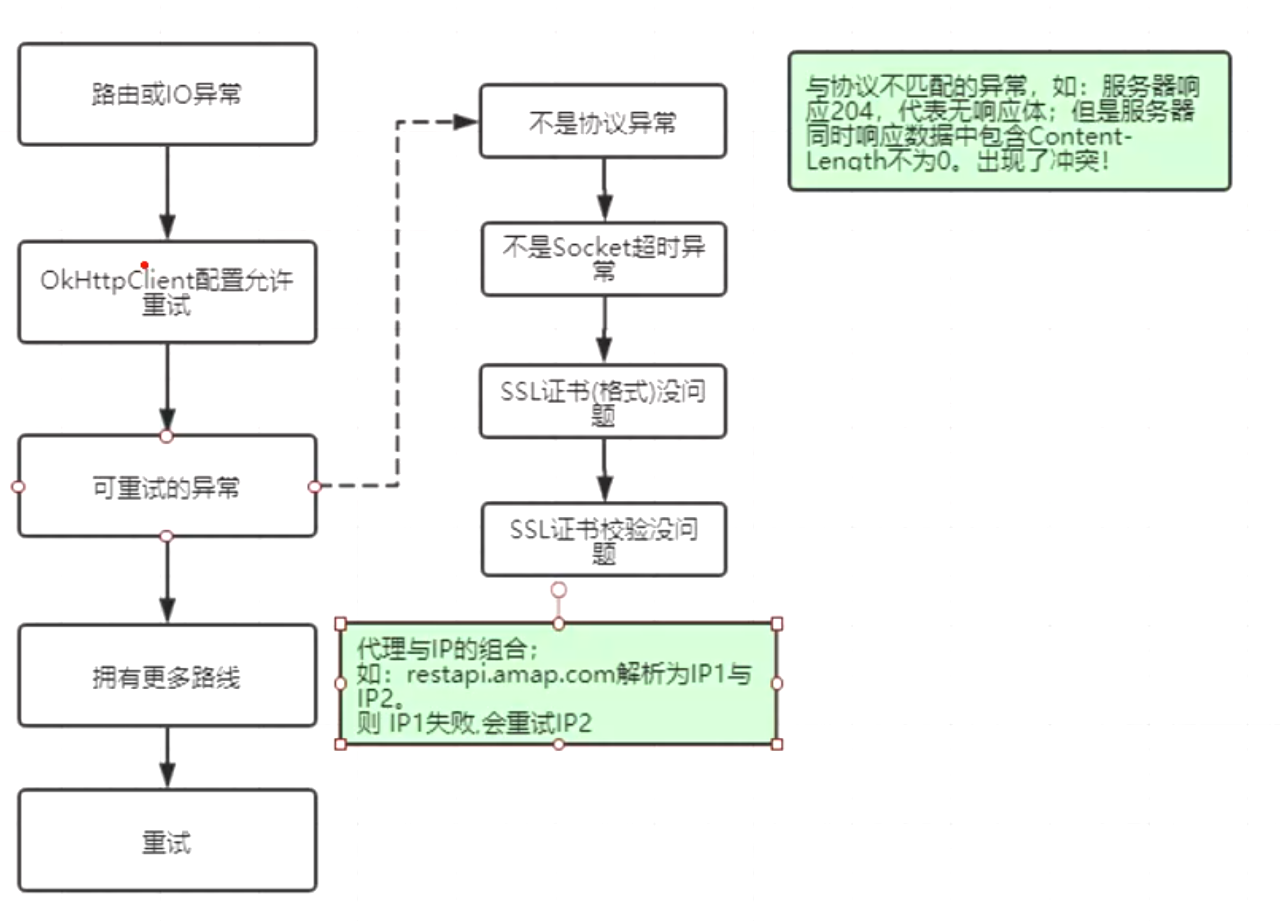 路由或IO异常
OkHttpClient配置允许
重试
可重试的异常
拥有更多路线
重试
不是协议异常
不是Socket超时异
常
SSL证书(格式)没问
题
SSL证书校验没问
题
与协议不匹配的异常，如：服务器响
应204，代表无响应体；但是服务器
同时响应数据中包含Content-
Length不为0。出现了冲突！
代理与IP的组合；
如：restapi.amap.com解析为IP1与
IP2。
则 IP1失败,会重试IP2